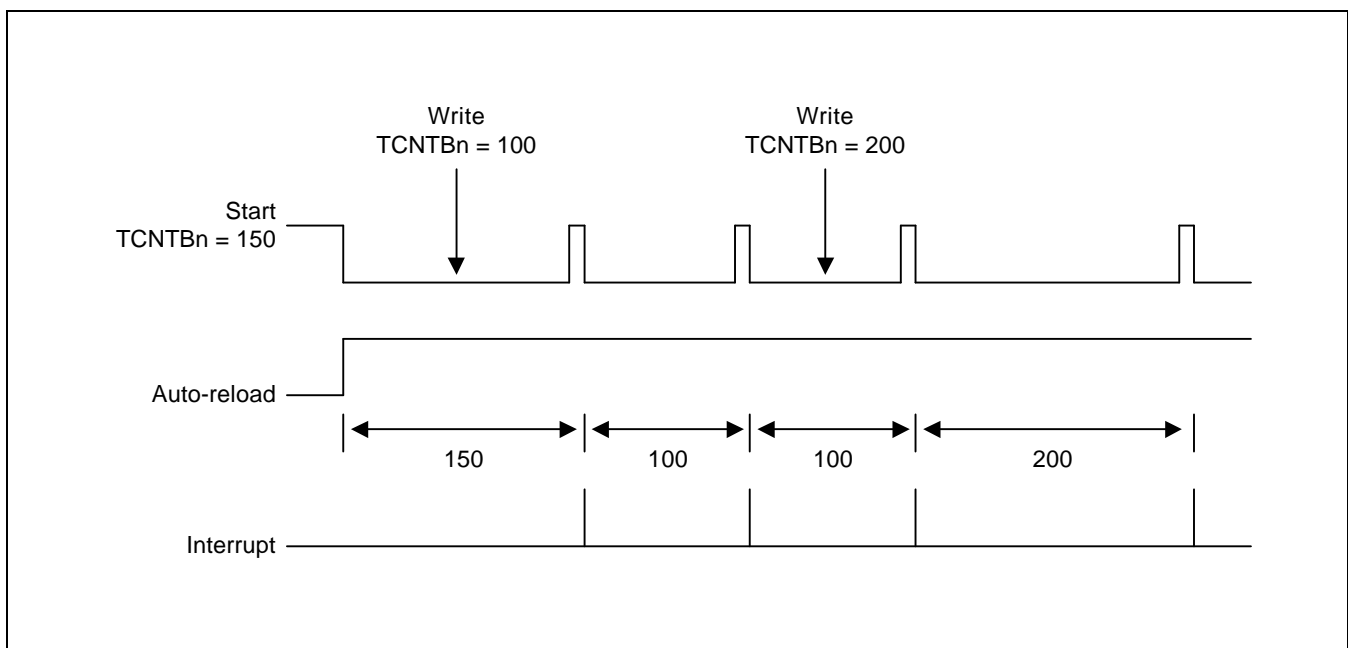 Write
TCNTBn = 100
Write
TCNTBn = 200
Start
TCNTBn = 150
Auto-reload
150
100
100
200
Interrupt